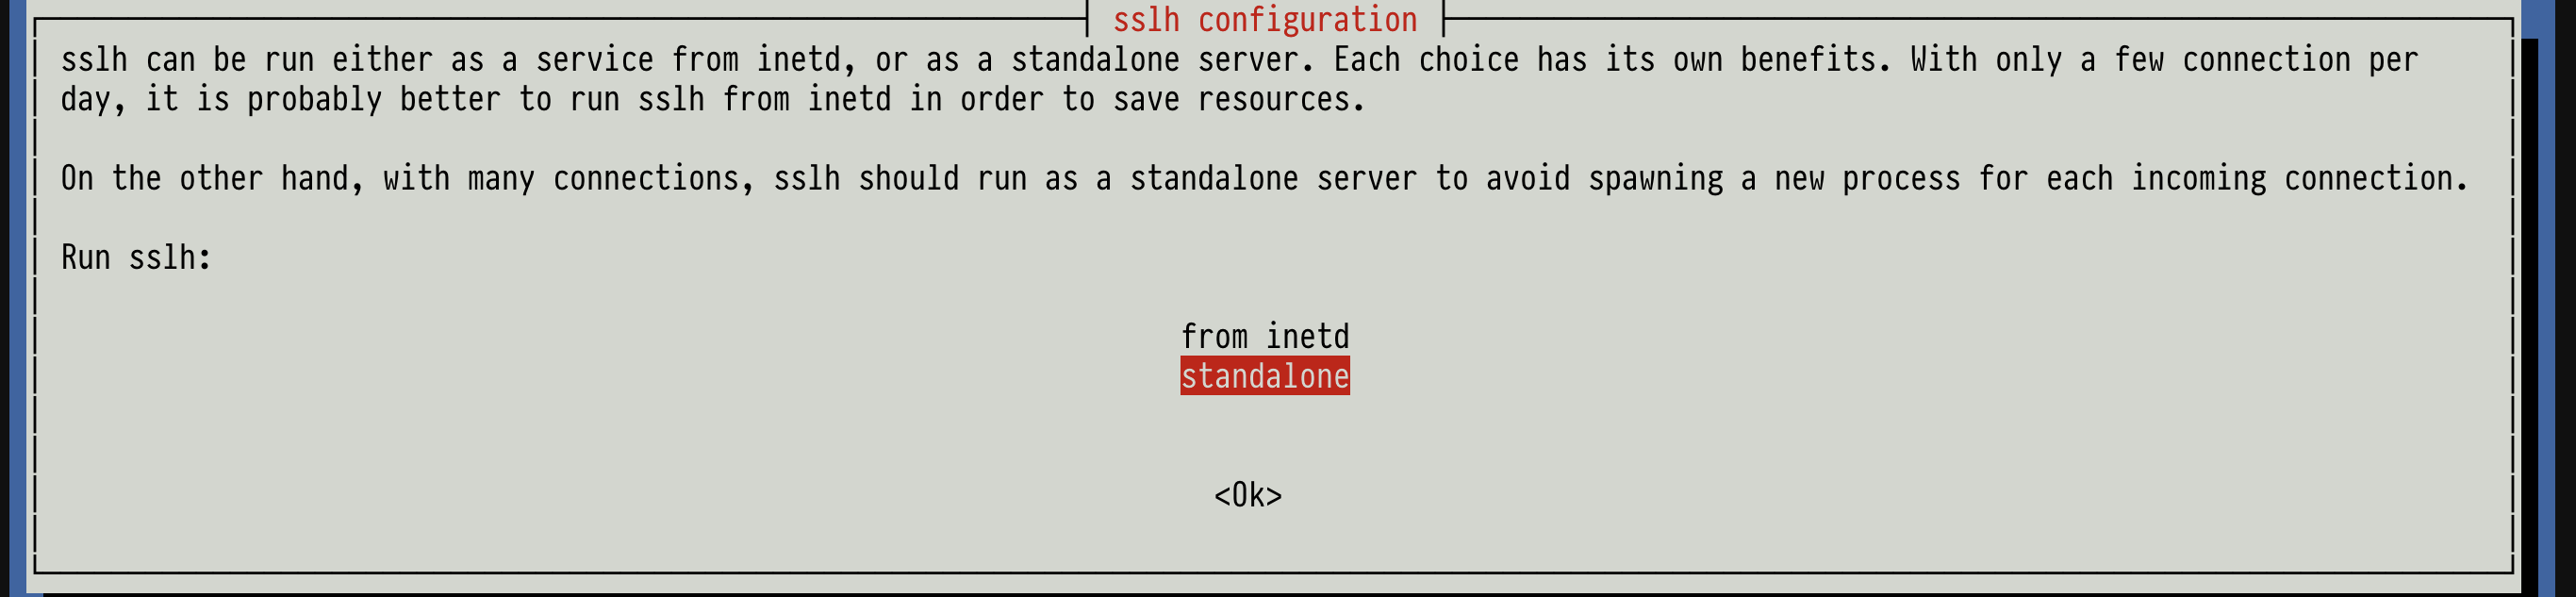 sslh configuration
sslh can be run either as a service from inetd, or as a standalone server. Each choice has its own benefits. With only a few connection per
day, it is probably better to run sslh from inetd in order to save resources.
On the other hand, with many connections, sslh should run as a standalone server to avoid spawning a new process for each incoming connection.
Run sslh:
from inetd
standalone
<Ok>